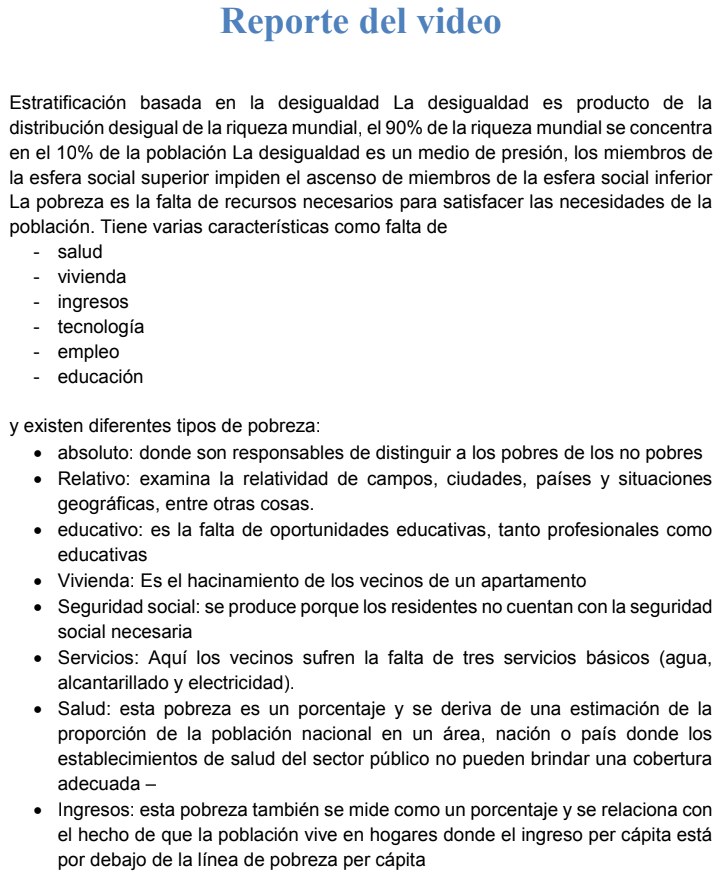 Reporte del video
Estratificación basada en la desigualdad La desigualdad es producto de la
distribución desigual de la riqueza mundial, el 90% de la riqueza mundial se concentra
en el 10% de la población La desigualdad es un medio de presión, los miembros de
la esfera social superior impiden el ascenso de miembros de la esfera social inferior
La pobreza es la falta de recursos necesarios para satisfacer las necesidades de la
población. Tiene varias características como falta de
- salud
- vivienda
- ingresos
- tecnología
- empleo
- educación
y existen diferentes tipos de pobreza:
• absoluto: donde son responsables de distinguir a los pobres de los no pobres
• Relativo: examina la relatividad de campos, ciudades, países y situaciones
geográficas, entre otras cosas.
• educativo: es la falta de oportunidades educativas, tanto profesionales como
educativas
• Vivienda: Es el hacinamiento de los vecinos de un apartamento
• Seguridad social: se produce porque los residentes no cuentan con la seguridad
social necesaria
• Servicios: Aquí los vecinos sufren la falta de tres servicios básicos (agua,
alcantarillado y electricidad).
• Salud: esta pobreza es un porcentaje y se deriva de una estimación de la
proporción de la población nacional en un área, nación o país donde los
establecimientos de salud del sector público no pueden brindar una cobertura
adecuada –
• Ingresos: esta pobreza también se mide como un porcentaje y se relaciona con
el hecho de que la población vive en hogares donde el ingreso per cápita está
por debajo de la línea de pobreza per cápita